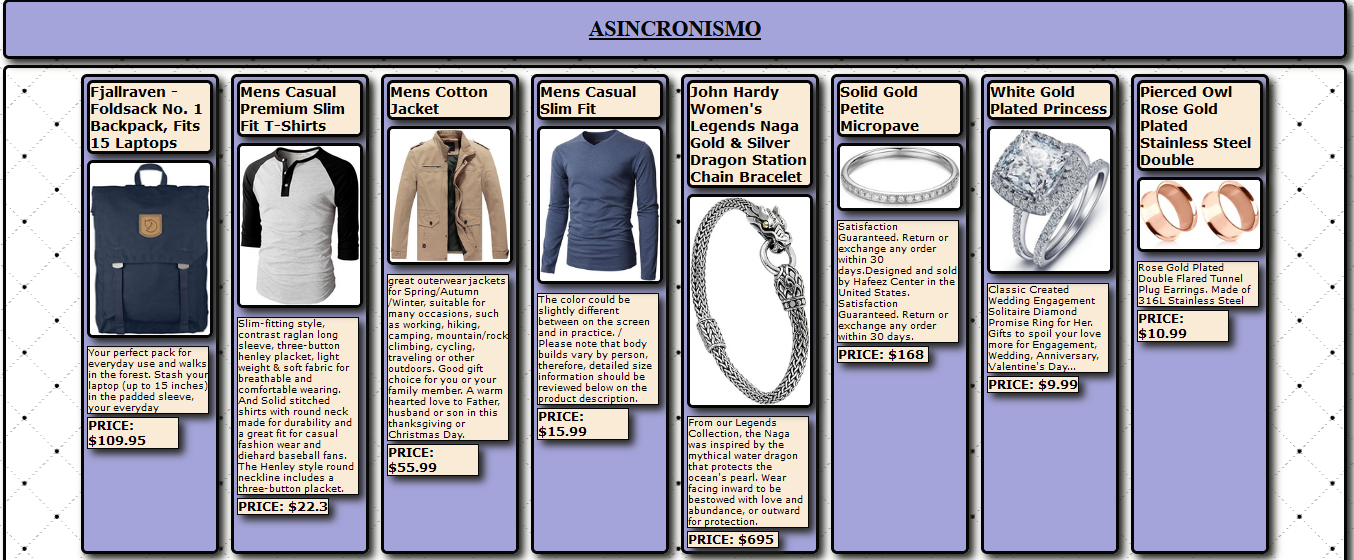 ASINCRONISMO
Fjallraven -
Foldsack No. 1
Backpack, Fits
15 Laptops
Your perfect pack for
everyday use and walks
in the forest. Stash your
laptop (up to 15 inches)
in the padded sleeve,
your everyday
PRICE:
$109.95
Mens Casual
Premium Slim
Fit T-Shirts
Slim-fitting style,
contrast raglan long
sleeve, three-button
henley placket, light
weight & soft fabric for
breathable and
comfortable wearing.
And Solid stitched
shirts with round neck
made for durability and
a great fit for casual
fashion wear and
diehard baseball fans.
The Henley style round
neckline includes a
three-button placket.
PRICE: $22.3
Mens Cotton
Jacket
great outerwear jackets
for Spring/Autumn
/Winter, suitable for
many occasions, such
as working, hiking,
camping, mountain/rock
climbing, cycling,
traveling or other
outdoors. Good gift
choice for you or your
family member. A warm
hearted love to Father,
husband or son in this
thanksgiving or
Christmas Day.
PRICE:
$55.99
Mens Casual
Slim Fit
The color could be
slightly different
between on the screen
and in practice. /
Please note that body
builds vary by person,
therefore, detailed size
information should be
reviewed below on the
product description.
PRICE:
$15.99
John Hardy
Women's
Legends Naga
Gold & Silver
Dragon Station
Chain Bracelet
From our Legends
Collection, the Naga
was inspired by the
mythical water dragon
that protects the
ocean's pearl. Wear
facing inward to be
bestowed with love and
abundance, or outward
for protection.
PRICE: $695
Solid Gold
Petite
Micropave
Satisfaction
Guaranteed. Return or
exchange any order
within 30
days.Designed and sold
by Hafeez Center in the
United States.
Satisfaction
Guaranteed. Return or
exchange any order
within 30 days.
PRICE: $168
White Gold
Plated Princess
Classic Created
Wedding Engagement
Solitaire Diamond
Promise Ring for Her.
Gifts to spoil your love
more for Engagement,
Wedding, Anniversary,
Valentine's Day...
PRICE: $9.99
Pierced Owl
Rose Gold
Plated
Stainless Steel
Double
Rose Gold Plated
Double Flared Tunnel
Plug Earrings. Made of
316L Stainless Steel
PRICE:
$10.99